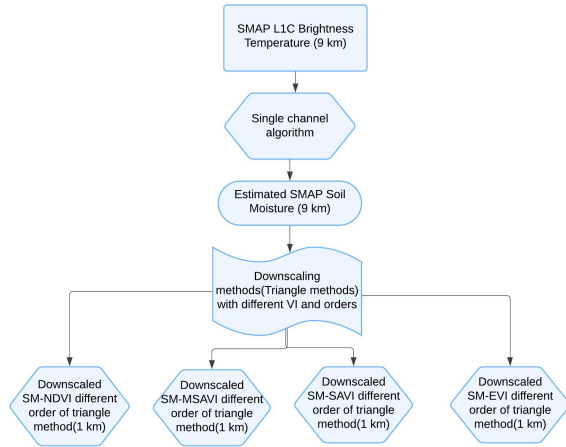 SMAP L1C Brightness
Temperature (9 km)
Single channel
algorithm
Estimated SMAP Soil
Moisture (9 km)
Downscaling
methods(Triangle methods)
with different VI and orders
Downscaled
SM-NDVI different
order of triangle
method(1 km)
Downscaled
SM-MSAVI different
order of triangle
method(1 km)
Downscaled
SM-SAVI different
order of triangle
method(1 km)
Downscaled
SM-EVI different
order of triangle
method(1 km)